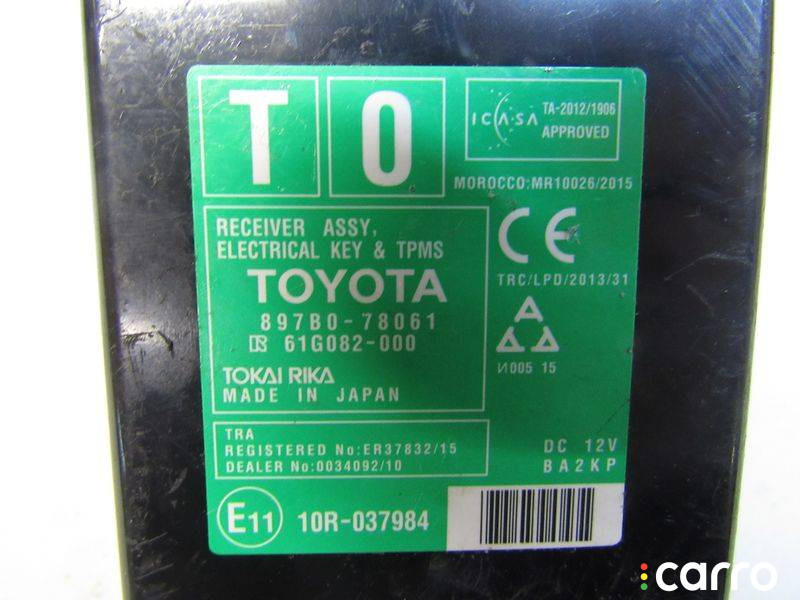 T O
ICASA TA-2012/1906
APPROVED
MOROCCO:MR10026/2015
RECEIVER ASSY,
ELECTRICAL KEY & TPMS
TOYOTA
897B0-78061
R 61G082-000
TOKAI RIKA
MADE IN JAPAN
CE
TRC/LPD/2013/31
И005 15
TRA
REGISTERED No:ER37832/15
DEALER No:0034092/10
DC 12V
BA2KP
E11 10R-037984
carro